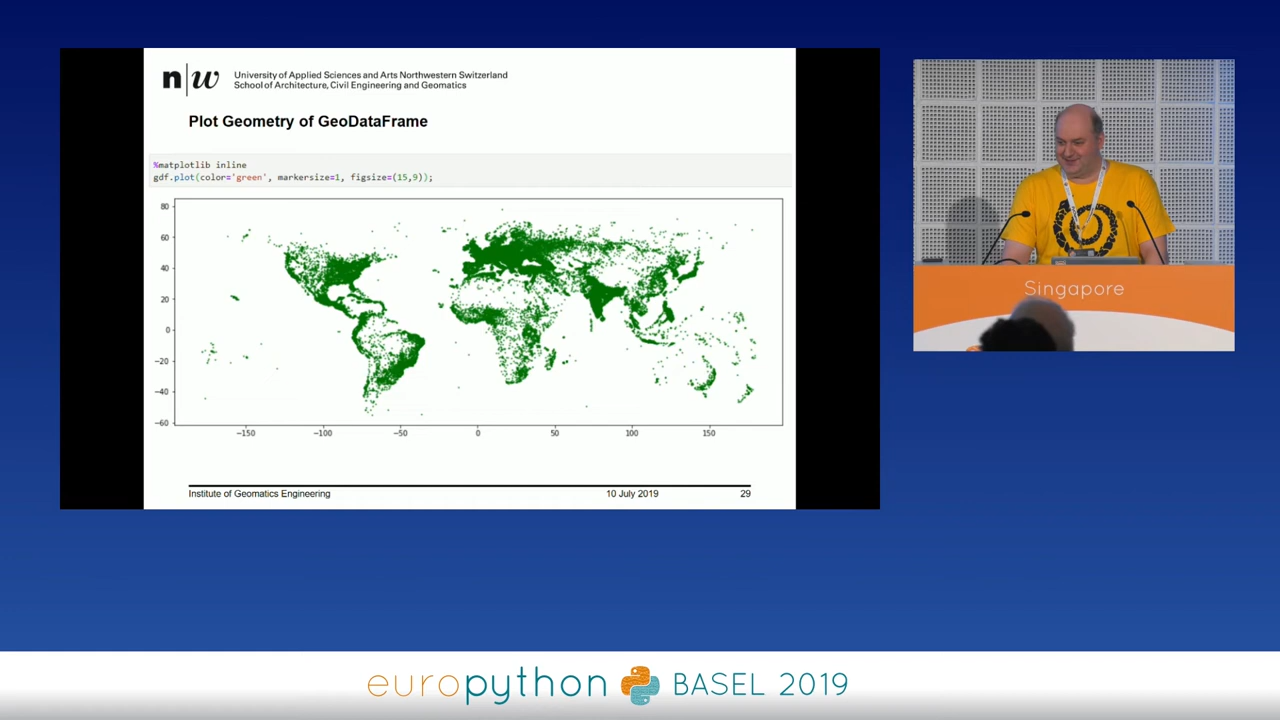 n|w
University of Applied Sciences and Arts Northwestern Switzerland
School of Architecture, Civil Engineering and Geomatics
Plot Geometry of GeoDataFrame
%matplotlib inline
gdf.plot(color='green', markersize=1, figsize=(15,9));
80
60
40
20
0
−20
−40
−60
−150
−100
−50
0
50
100
150
Institute of Geomatics Engineering
10 July 2019
29
Singapore
europython BASEL 2019